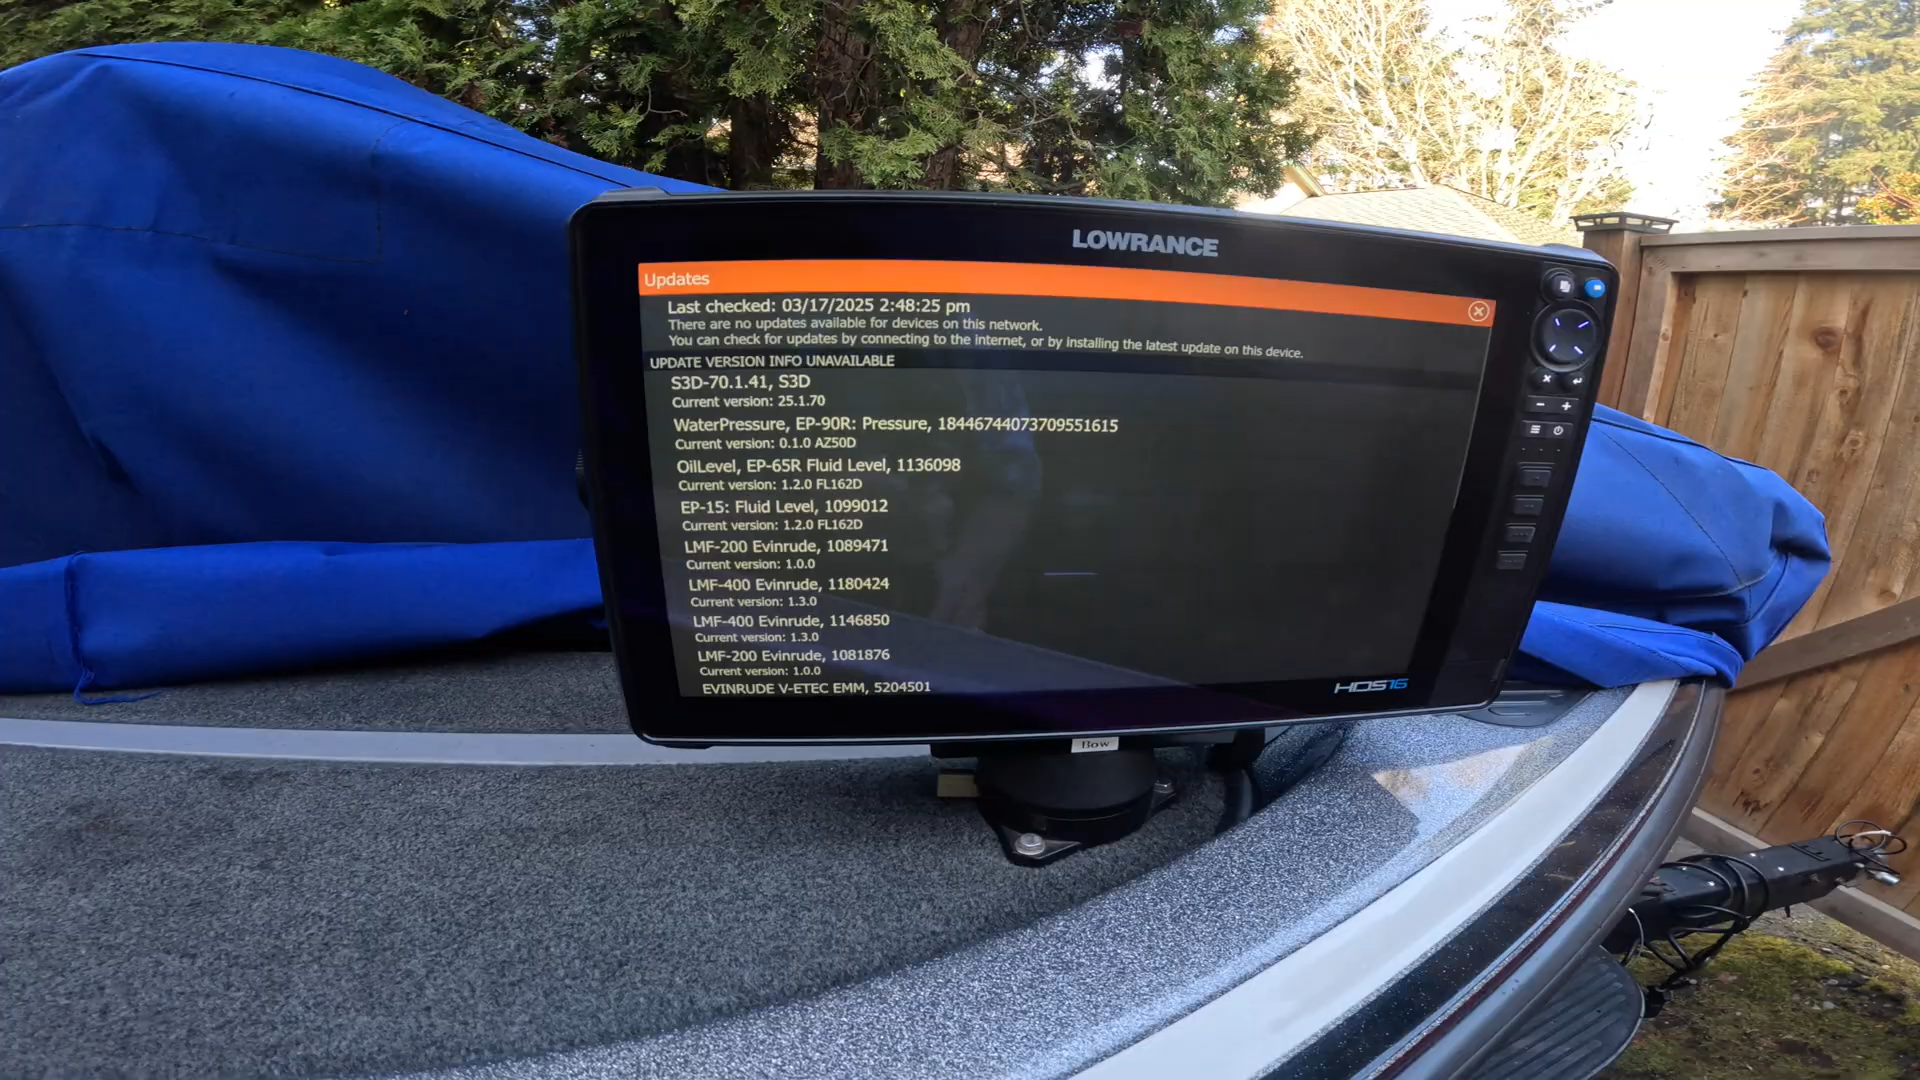 LOWRANCE
Updates
Last checked: 03/17/2025 2:48:25 pm
There are no updates available for devices on this network.
You can check for updates by connecting to the internet, or by installing the latest update on this device.
UPDATE VERSION INFO UNAVAILABLE
S3D-70.1.41, S3D
Current version: 25.1.70
WaterPressure, EP-90R: Pressure, 18446744073709551615
Current version: 0.1.0 AZ50D
OilLevel, EP-65R Fluid Level, 1136098
Current version: 1.2.0 FL162D
EP-15: Fluid Level, 1099012
Current version: 1.2.0 FL162D
LMF-200 Evinrude, 1089471
Current version: 1.0.0
LMF-400 Evinrude, 1180424
Current version: 1.3.0
LMF-400 Evinrude, 1146850
Current version: 1.3.0
LMF-200 Evinrude, 1081876
Current version: 1.0.0
EVINRUDE V-ETEC EMM, 5204501
HDS16
Bow